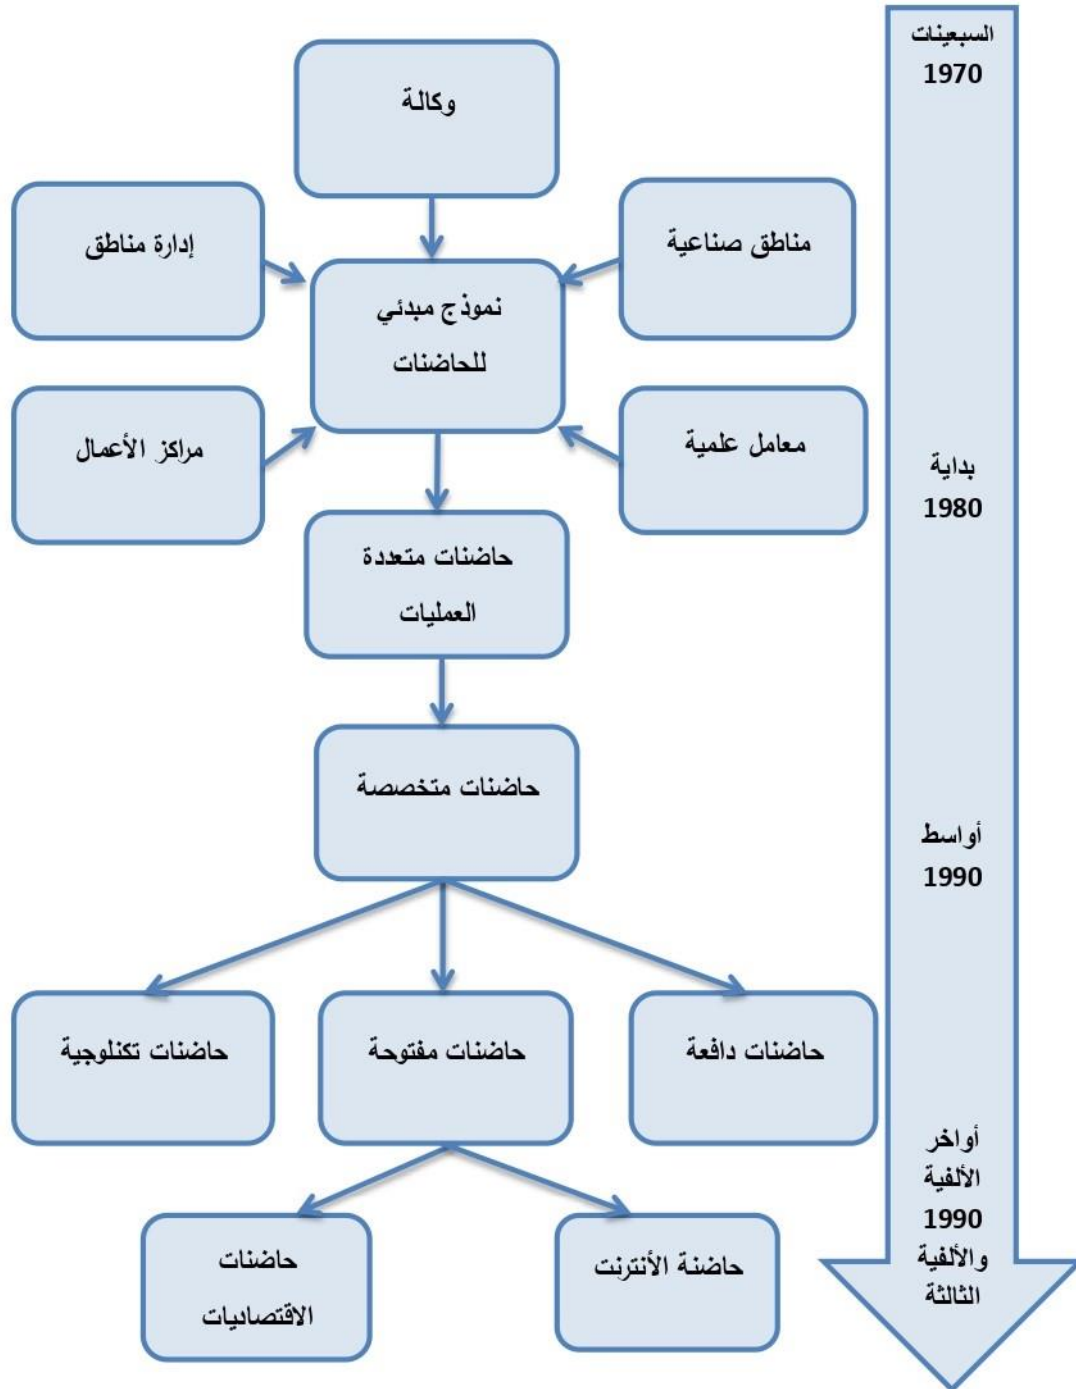 السبعينات
1970
وكالة
مناطق صناعية
إدارة مناطق
نموذج مبدئي
للحاضنات
معامل علمية
مراكز الأعمال
بداية
1980
حاضنات متعددة
العمليات
حاضنات متخصصة
أواسط
1990
حاضنات دافعة
حاضنات مفتوحة
حاضنات تكنلوجية
أواخر
الألفية
1990
والألفية
الثالثة
حاضنة الأنترنت
حاضنات
الاقتصاديات